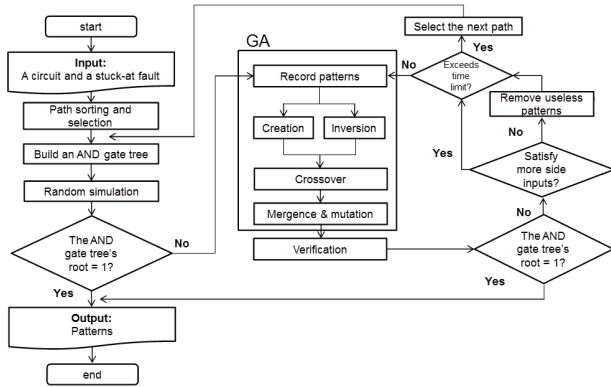 start
Input:
A circuit and a stuck-at fault
Path sorting and
selection
Build an AND gate tree
Random simulation
The AND
gate tree's
root = 1?
No
Yes
Output:
Patterns
end
GA
Record patterns
Creation
Inversion
Crossover
Mergence & mutation
Verification
Select the next path
Yes
No
Exceeds
time
limit?
Remove useless
patterns
No
Yes
Satisfy
more side
inputs?
No
The AND
gate tree's
root = 1?
Yes